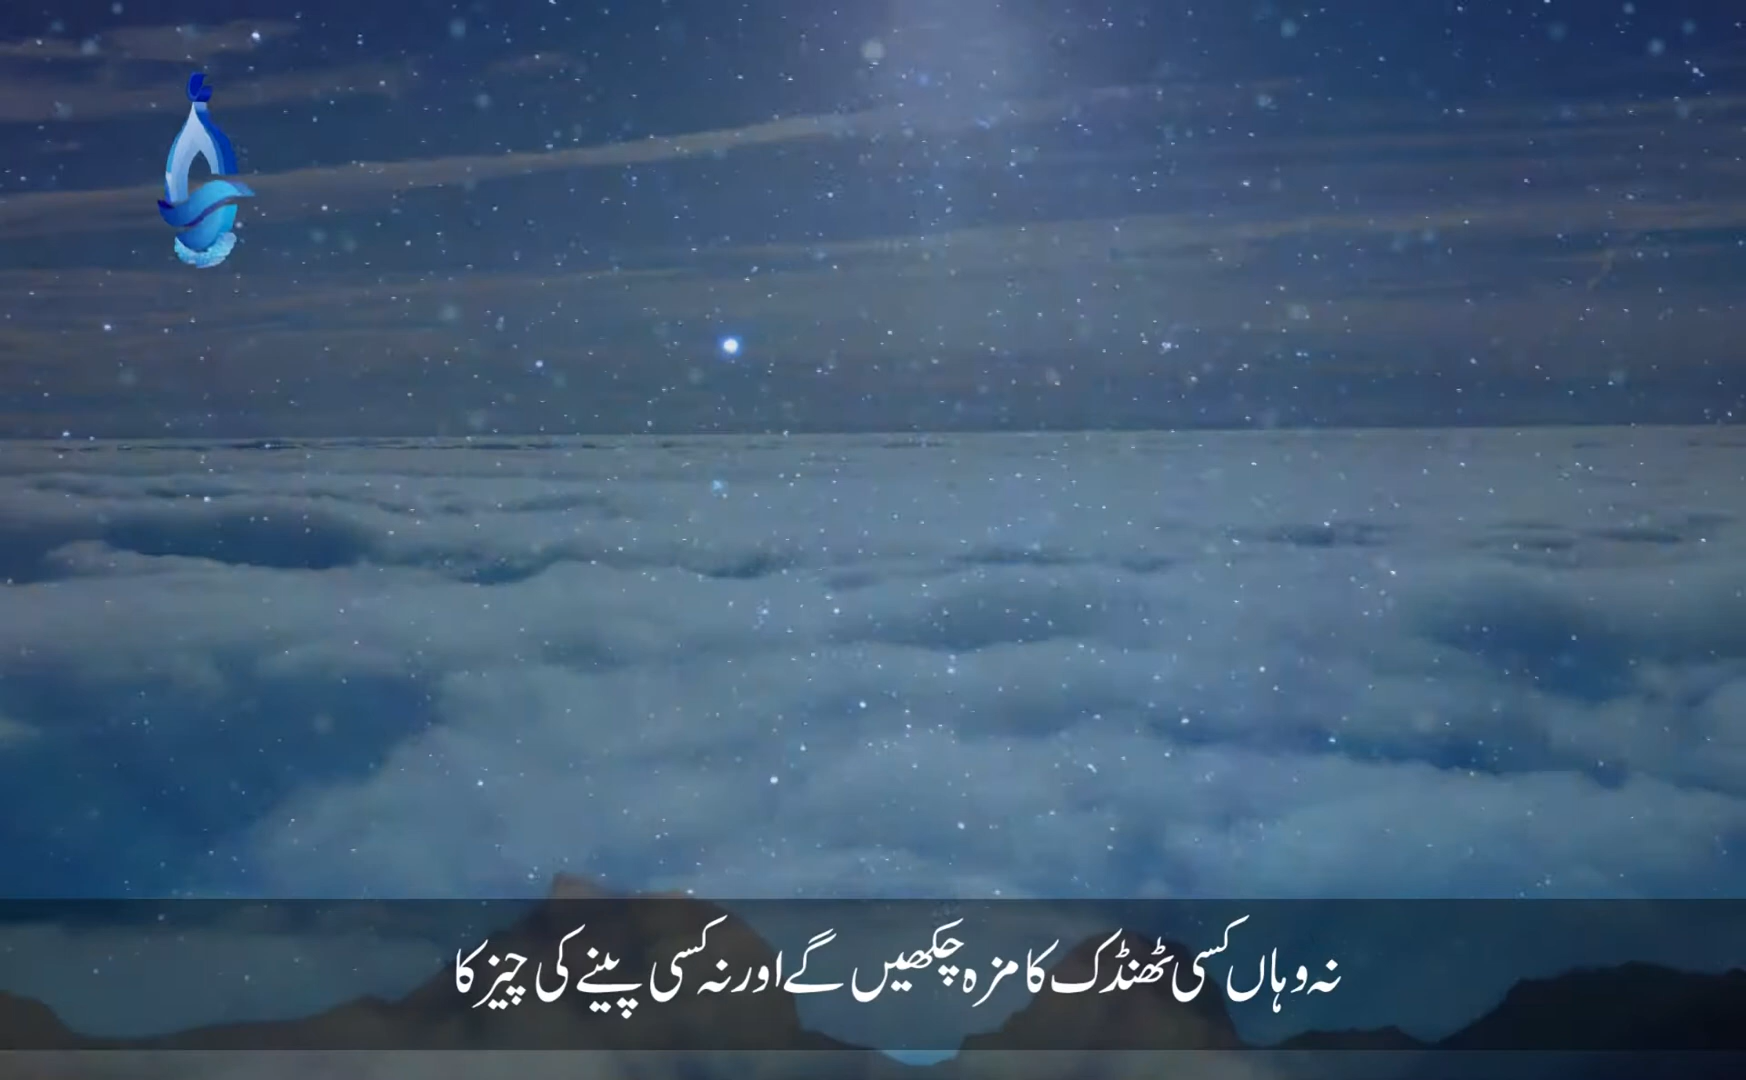 نہ وہاں کسی ٹھنڈک کا مزہ چکھیں گے اور نہ کسی پینے کی چیز کا